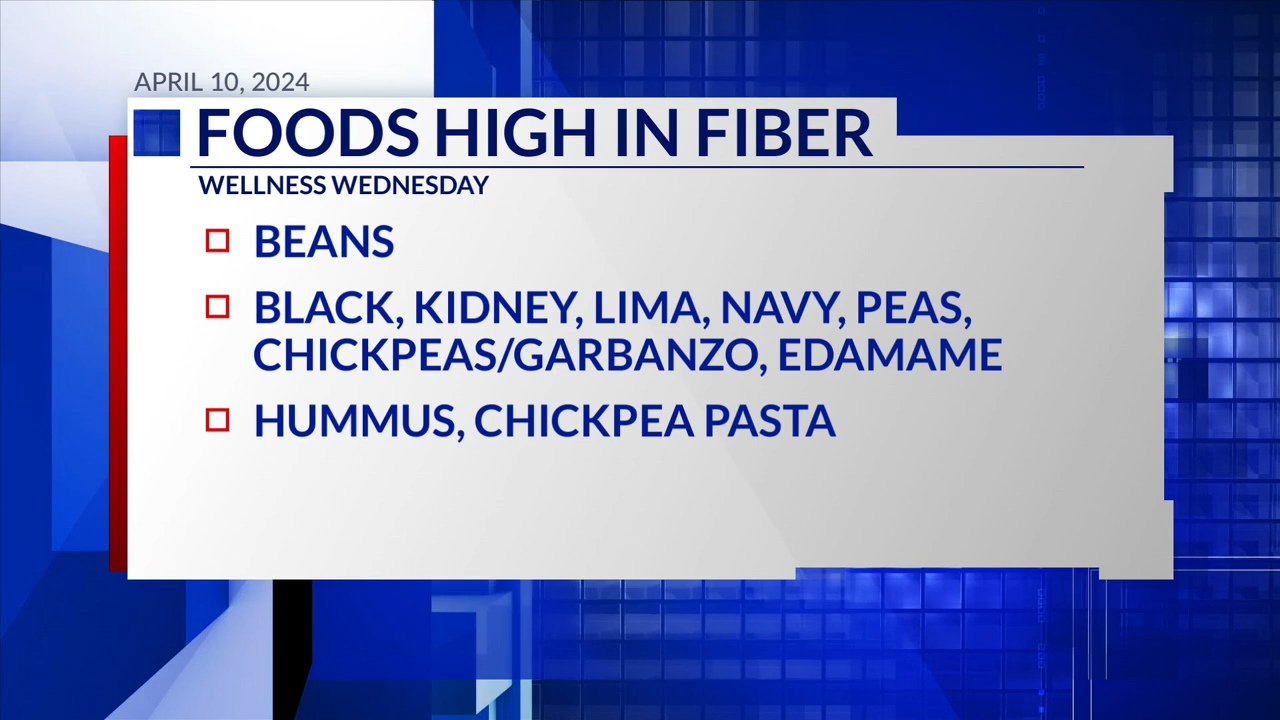 APRIL 10, 2024
FOODS HIGH IN FIBER
WELLNESS WEDNESDAY
BEANS
BLACK, KIDNEY, LIMA, NAVY, PEAS,
CHICKPEAS/GARBANZO, EDAMAME
HUMMUS, CHICKPEA PASTA